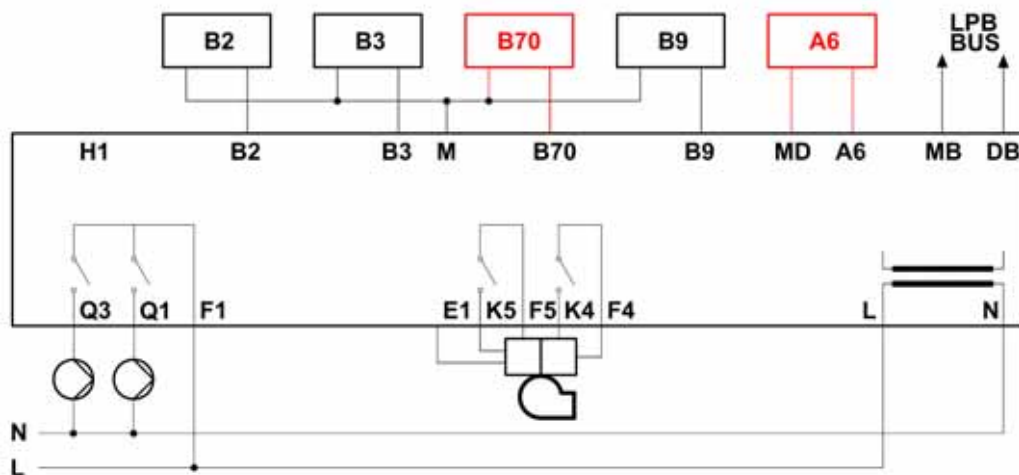 B2 B3 B70 B9 A6 LPB
BUS
H1 B2 B3 M B70 B9 MD A6 MB DB
Q3 Q1 F1 E1 K5 F5 K4 F4 L N
N
L